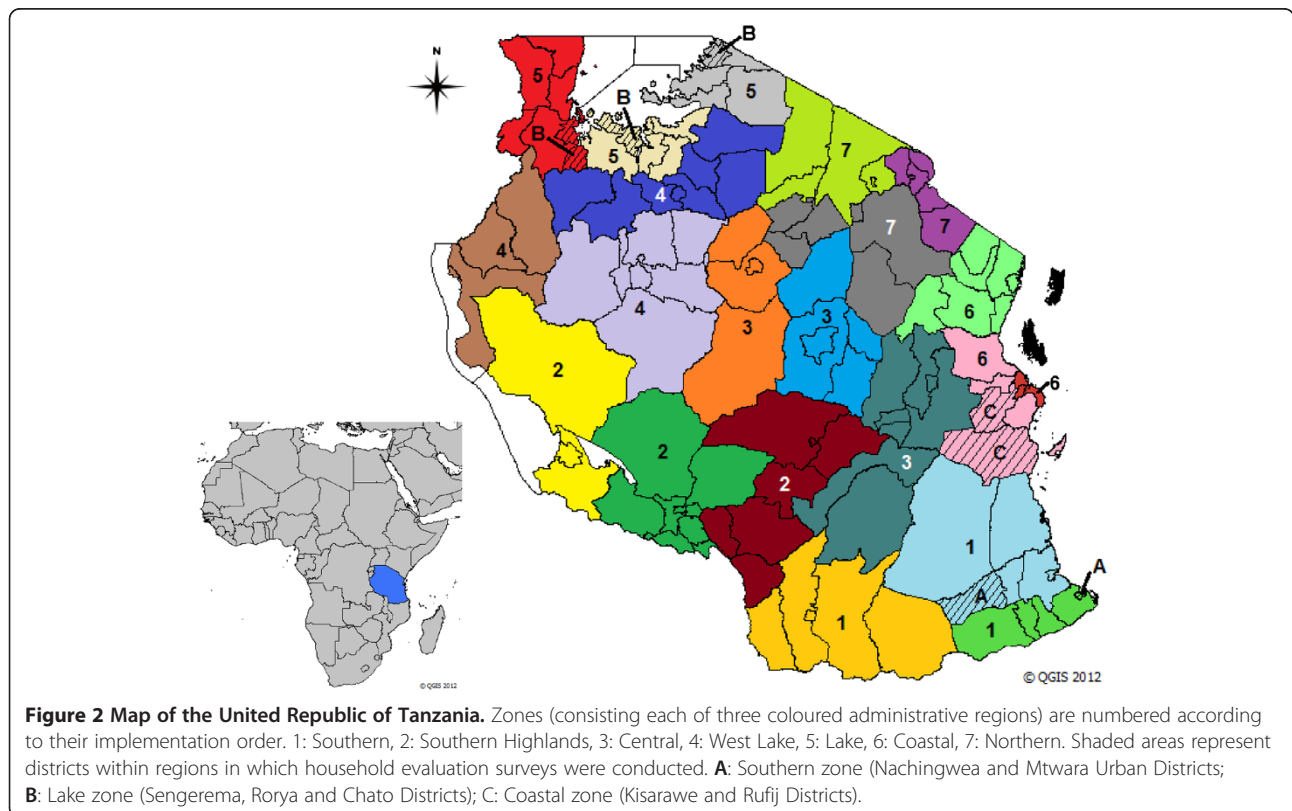 N
B
5
5
B
B
5
7
4
7
7
4
4
3
3
6
2
6
6
C
C
2
3
2
1
A
A
1
1
© QGIS 2012
© QGIS 2012
Figure 2 Map of the United Republic of Tanzania. Zones (consisting each of three coloured administrative regions) are numbered according
to their implementation order. 1: Southern, 2: Southern Highlands, 3: Central, 4: West Lake, 5: Lake, 6: Coastal, 7: Northern. Shaded areas represent
districts within regions in which household evaluation surveys were conducted. A: Southern zone (Nachingwea and Mtwara Urban Districts;
B: Lake zone (Sengerema, Rorya and Chato Districts); C: Coastal zone (Kisarawe and Rufij Districts).